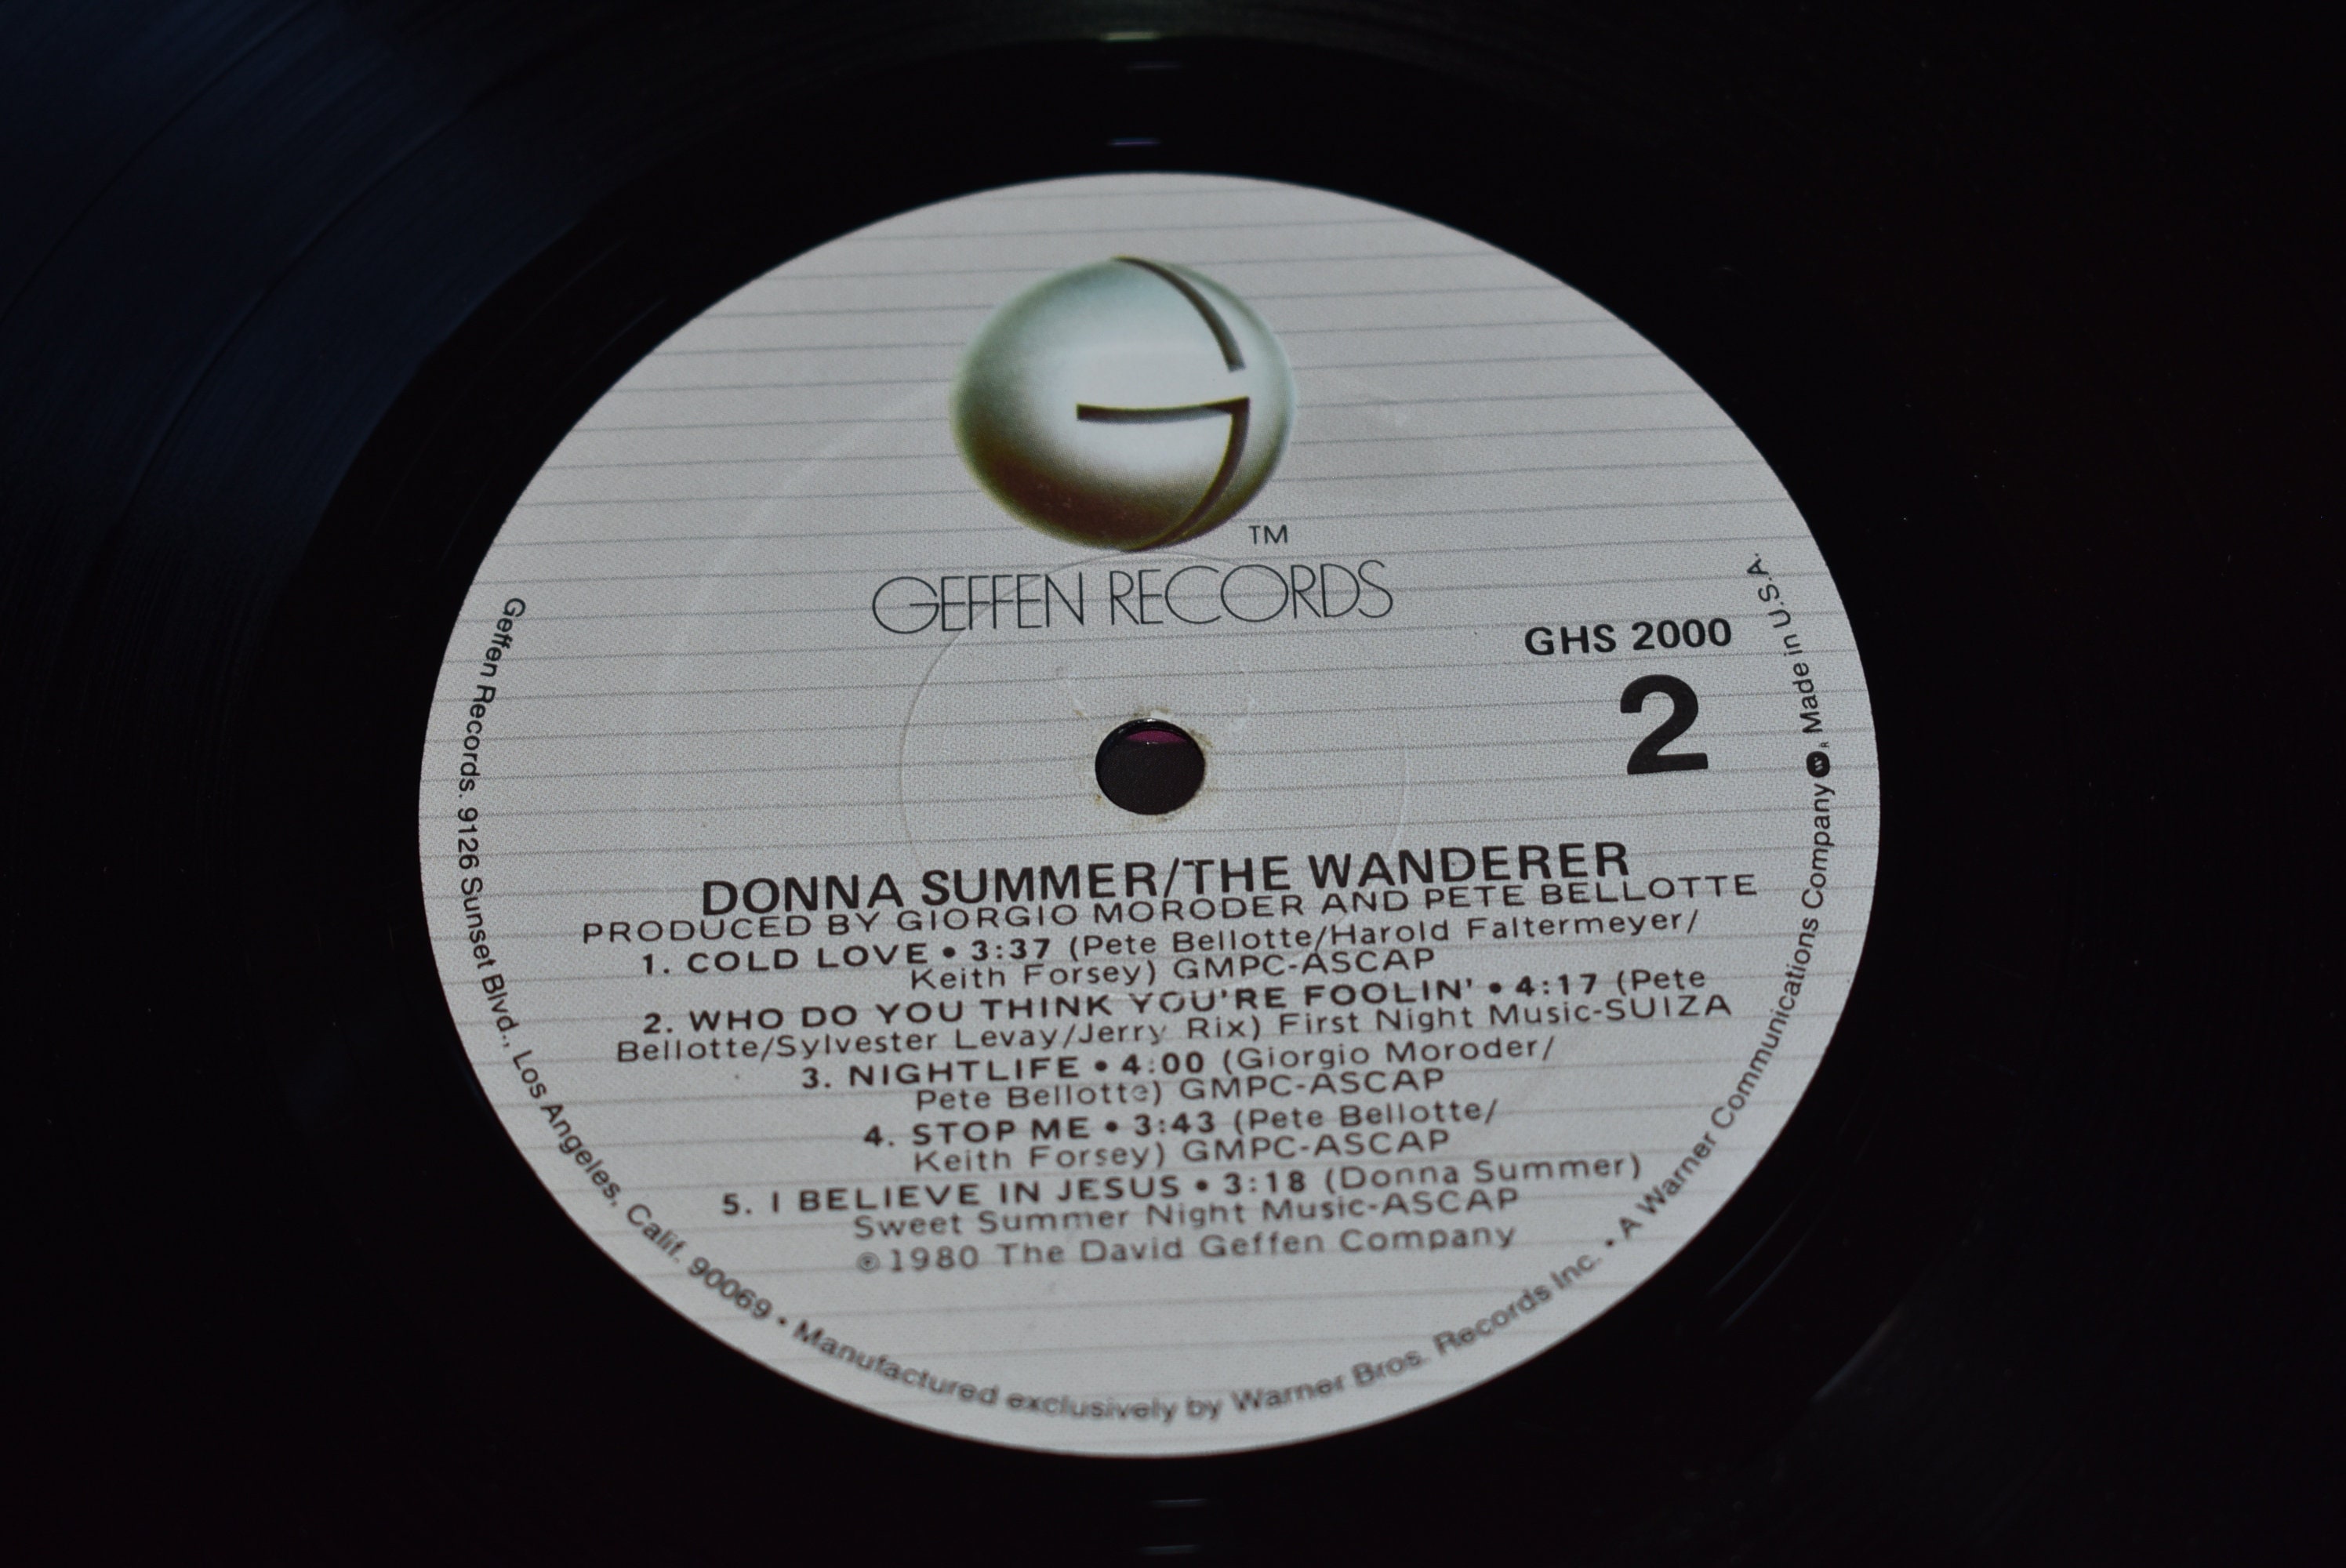 TM
GEFFEN RECORDS
GHS 2000
2
DONNA SUMMER/THE WANDERER
PRODUCED BY GIORGIO MORODER AND PETE BELLOTTE
1. COLD LOVE • 3:37 (Pete Bellotte/Harold Faltermeyer/
Keith Forsey) GMPC-ASCAP
2. WHO DO YOU THINK YOU'RE FOOLIN' • 4:17 (Pete
Bellotte/Sylvester Levay/Jerry Rix) First Night Music-SUIZA
3. NIGHTLIFE • 4:00 (Giorgio Moroder/
Pete Bellotte) GMPC-ASCAP
4. STOP ME • 3:43 (Pete Bellotte/
Keith Forsey) GMPC-ASCAP
5. I BELIEVE IN JESUS • 3:18 (Donna Summer)
Sweet Summer Night Music-ASCAP
℗1980 The David Geffen Company
Geffen Records. 9126 Sunset Blvd., Los Angeles, Calif. 90069 • Manufactured exclusively by Warner Bros. Records Inc. • A Warner Communications Company W R Made in U.S.A.